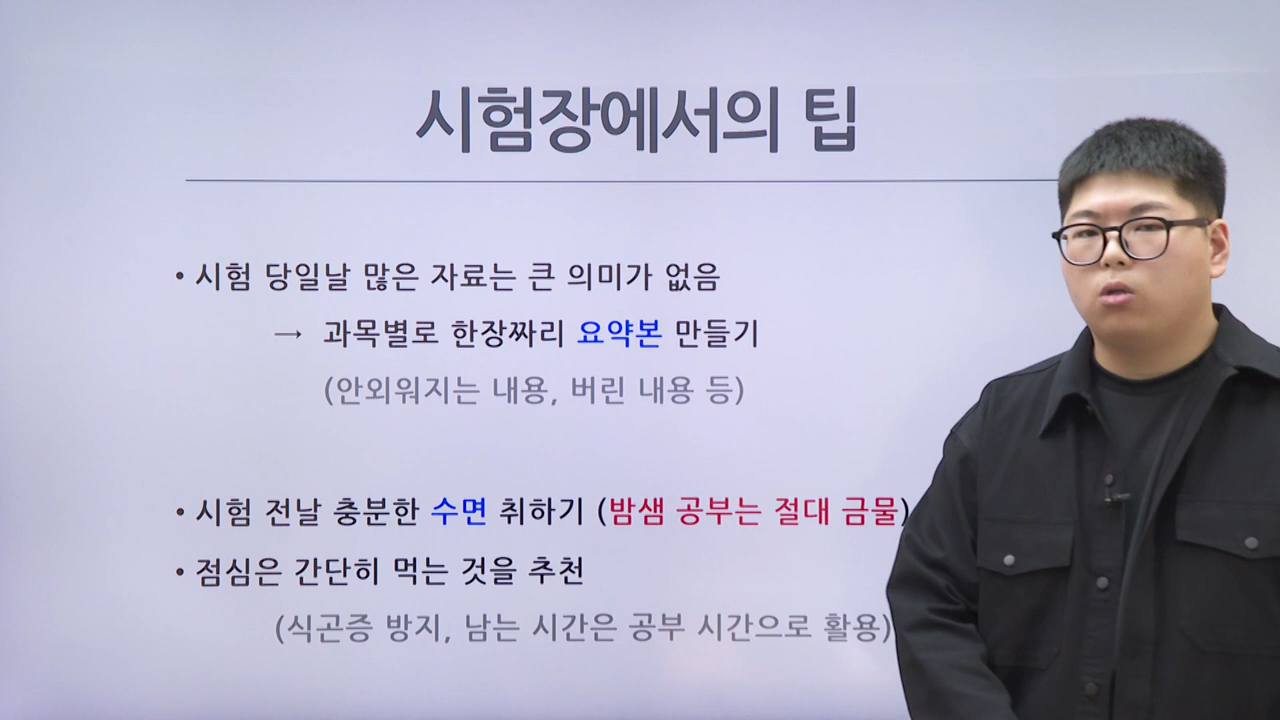 시험장에서의 팁
• 시험 당일날 많은 자료는 큰 의미가 없음
→ 과목별로 한장짜리 요약본 만들기
(안외워지는 내용, 버린 내용 등)
• 시험 전날 충분한 수면 취하기 (밤샘 공부는 절대 금물)
• 점심은 간단히 먹는 것을 추천
(식곤증 방지, 남는 시간은 공부 시간으로 활용)